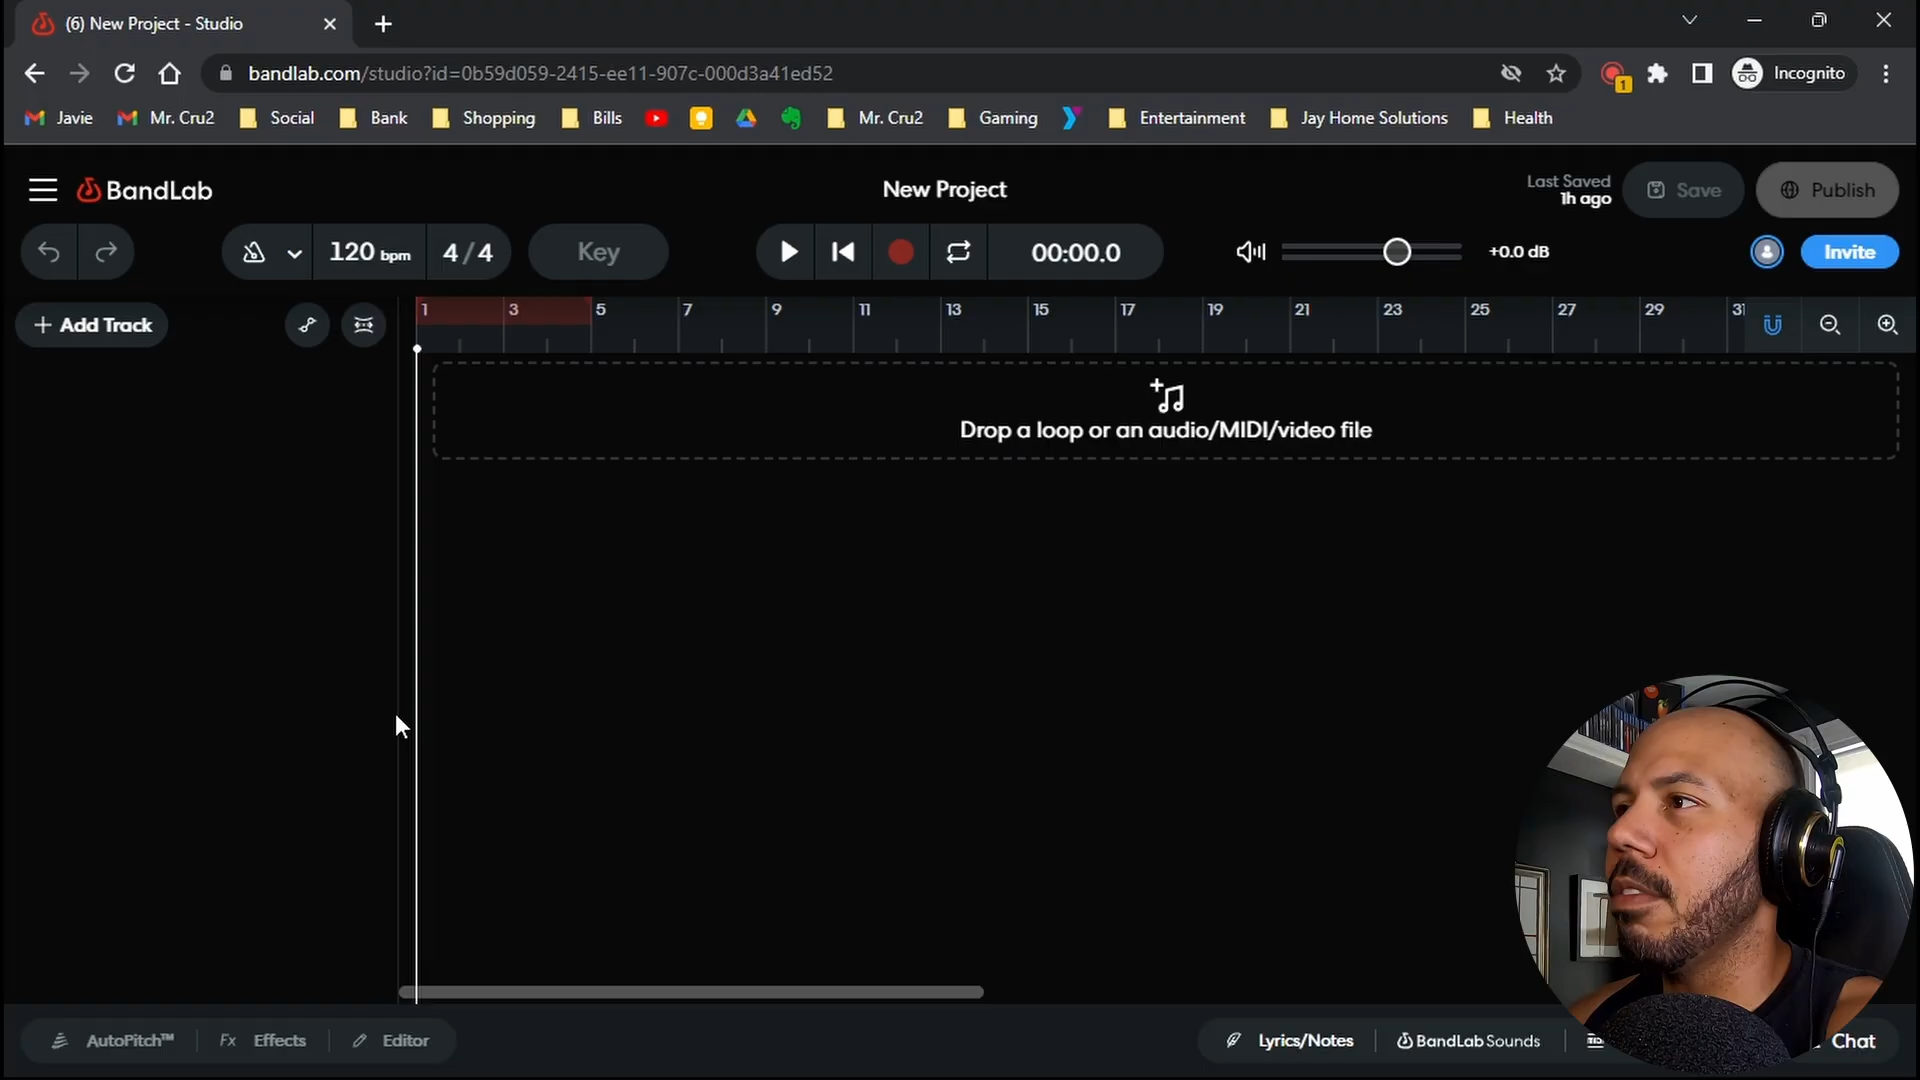 (6) New Project - Studio
bandlab.com/studio?id=0b59d059-2415-ee11-907c-000d3a41ed52
1
Incognito
Javie
Mr. Cru2
Social
Bank
Shopping
Bills
Mr. Cru2
Gaming
Entertainment
Jay Home Solutions
Health
BandLab
New Project
Last Saved
1h ago
Save
Publish
120 bpm
4/4
Key
00:00.0
+0.0 dB
Invite
+ Add Track
1 3 5 7 9 11 13 15 17 19 21 23 25 27 29 31
Drop a loop or an audio/MIDI/video file
AutoPitch™
Fx Effects
Editor
Lyrics/Notes
BandLab Sounds
Chat